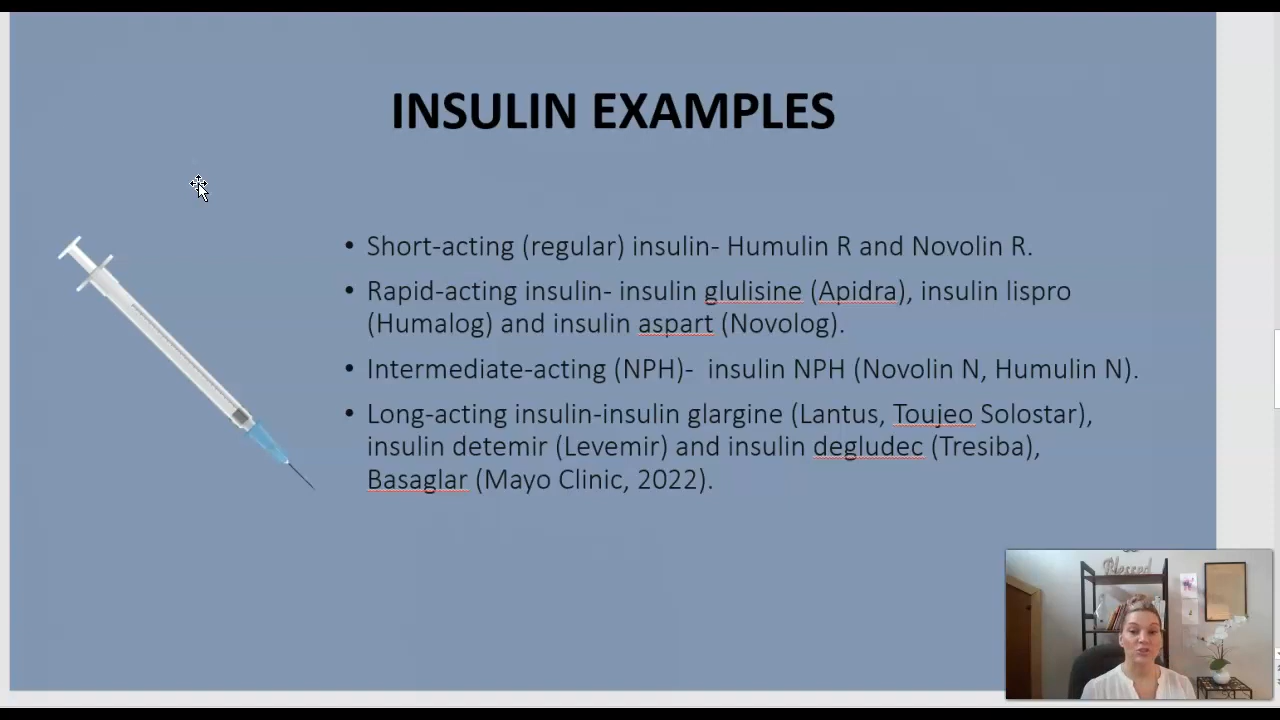 INSULIN EXAMPLES
• Short-acting (regular) insulin- Humulin R and Novolin R.
• Rapid-acting insulin- insulin glulisine (Apidra), insulin lispro
(Humalog) and insulin aspart (Novolog).
• Intermediate-acting (NPH)-  insulin NPH (Novolin N, Humulin N).
• Long-acting insulin-insulin glargine (Lantus, Toujeo Solostar),
insulin detemir (Levemir) and insulin degludec (Tresiba),
Basaglar (Mayo Clinic, 2022).
Blessed